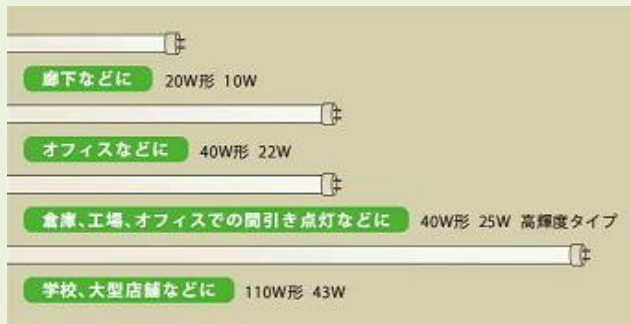 廊下などに 20W形 10W
オフィスなどに 40W形 22W
倉庫、工場、オフィスでの間引き点灯などに 40W形 25W 高輝度タイプ
学校、大型店舗などに 110W形 43W